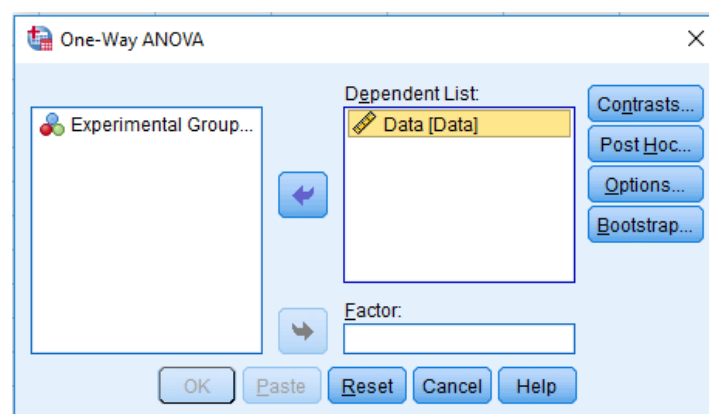 One-Way ANOVA
Experimental Group...
Dependent List:
Data [Data]
Factor:
Contrasts...
Post Hoc...
Options...
Bootstrap...
OK
Paste
Reset
Cancel
Help